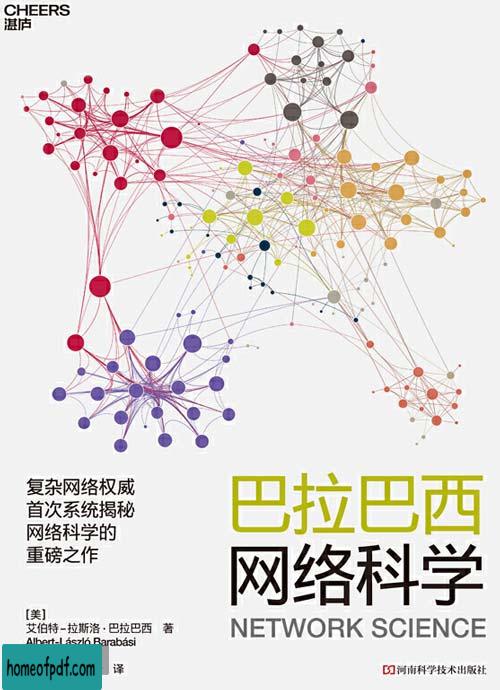 CHEERS
湛庐
复杂网络权威
首次系统揭秘
网络科学的
重磅之作
巴拉巴西
网络科学
NETWORK SCIENCE
[美]
艾伯特–拉斯洛·巴拉巴西 著
Albert-László Barabási
译
homeofpdf.com
河南科学技术出版社